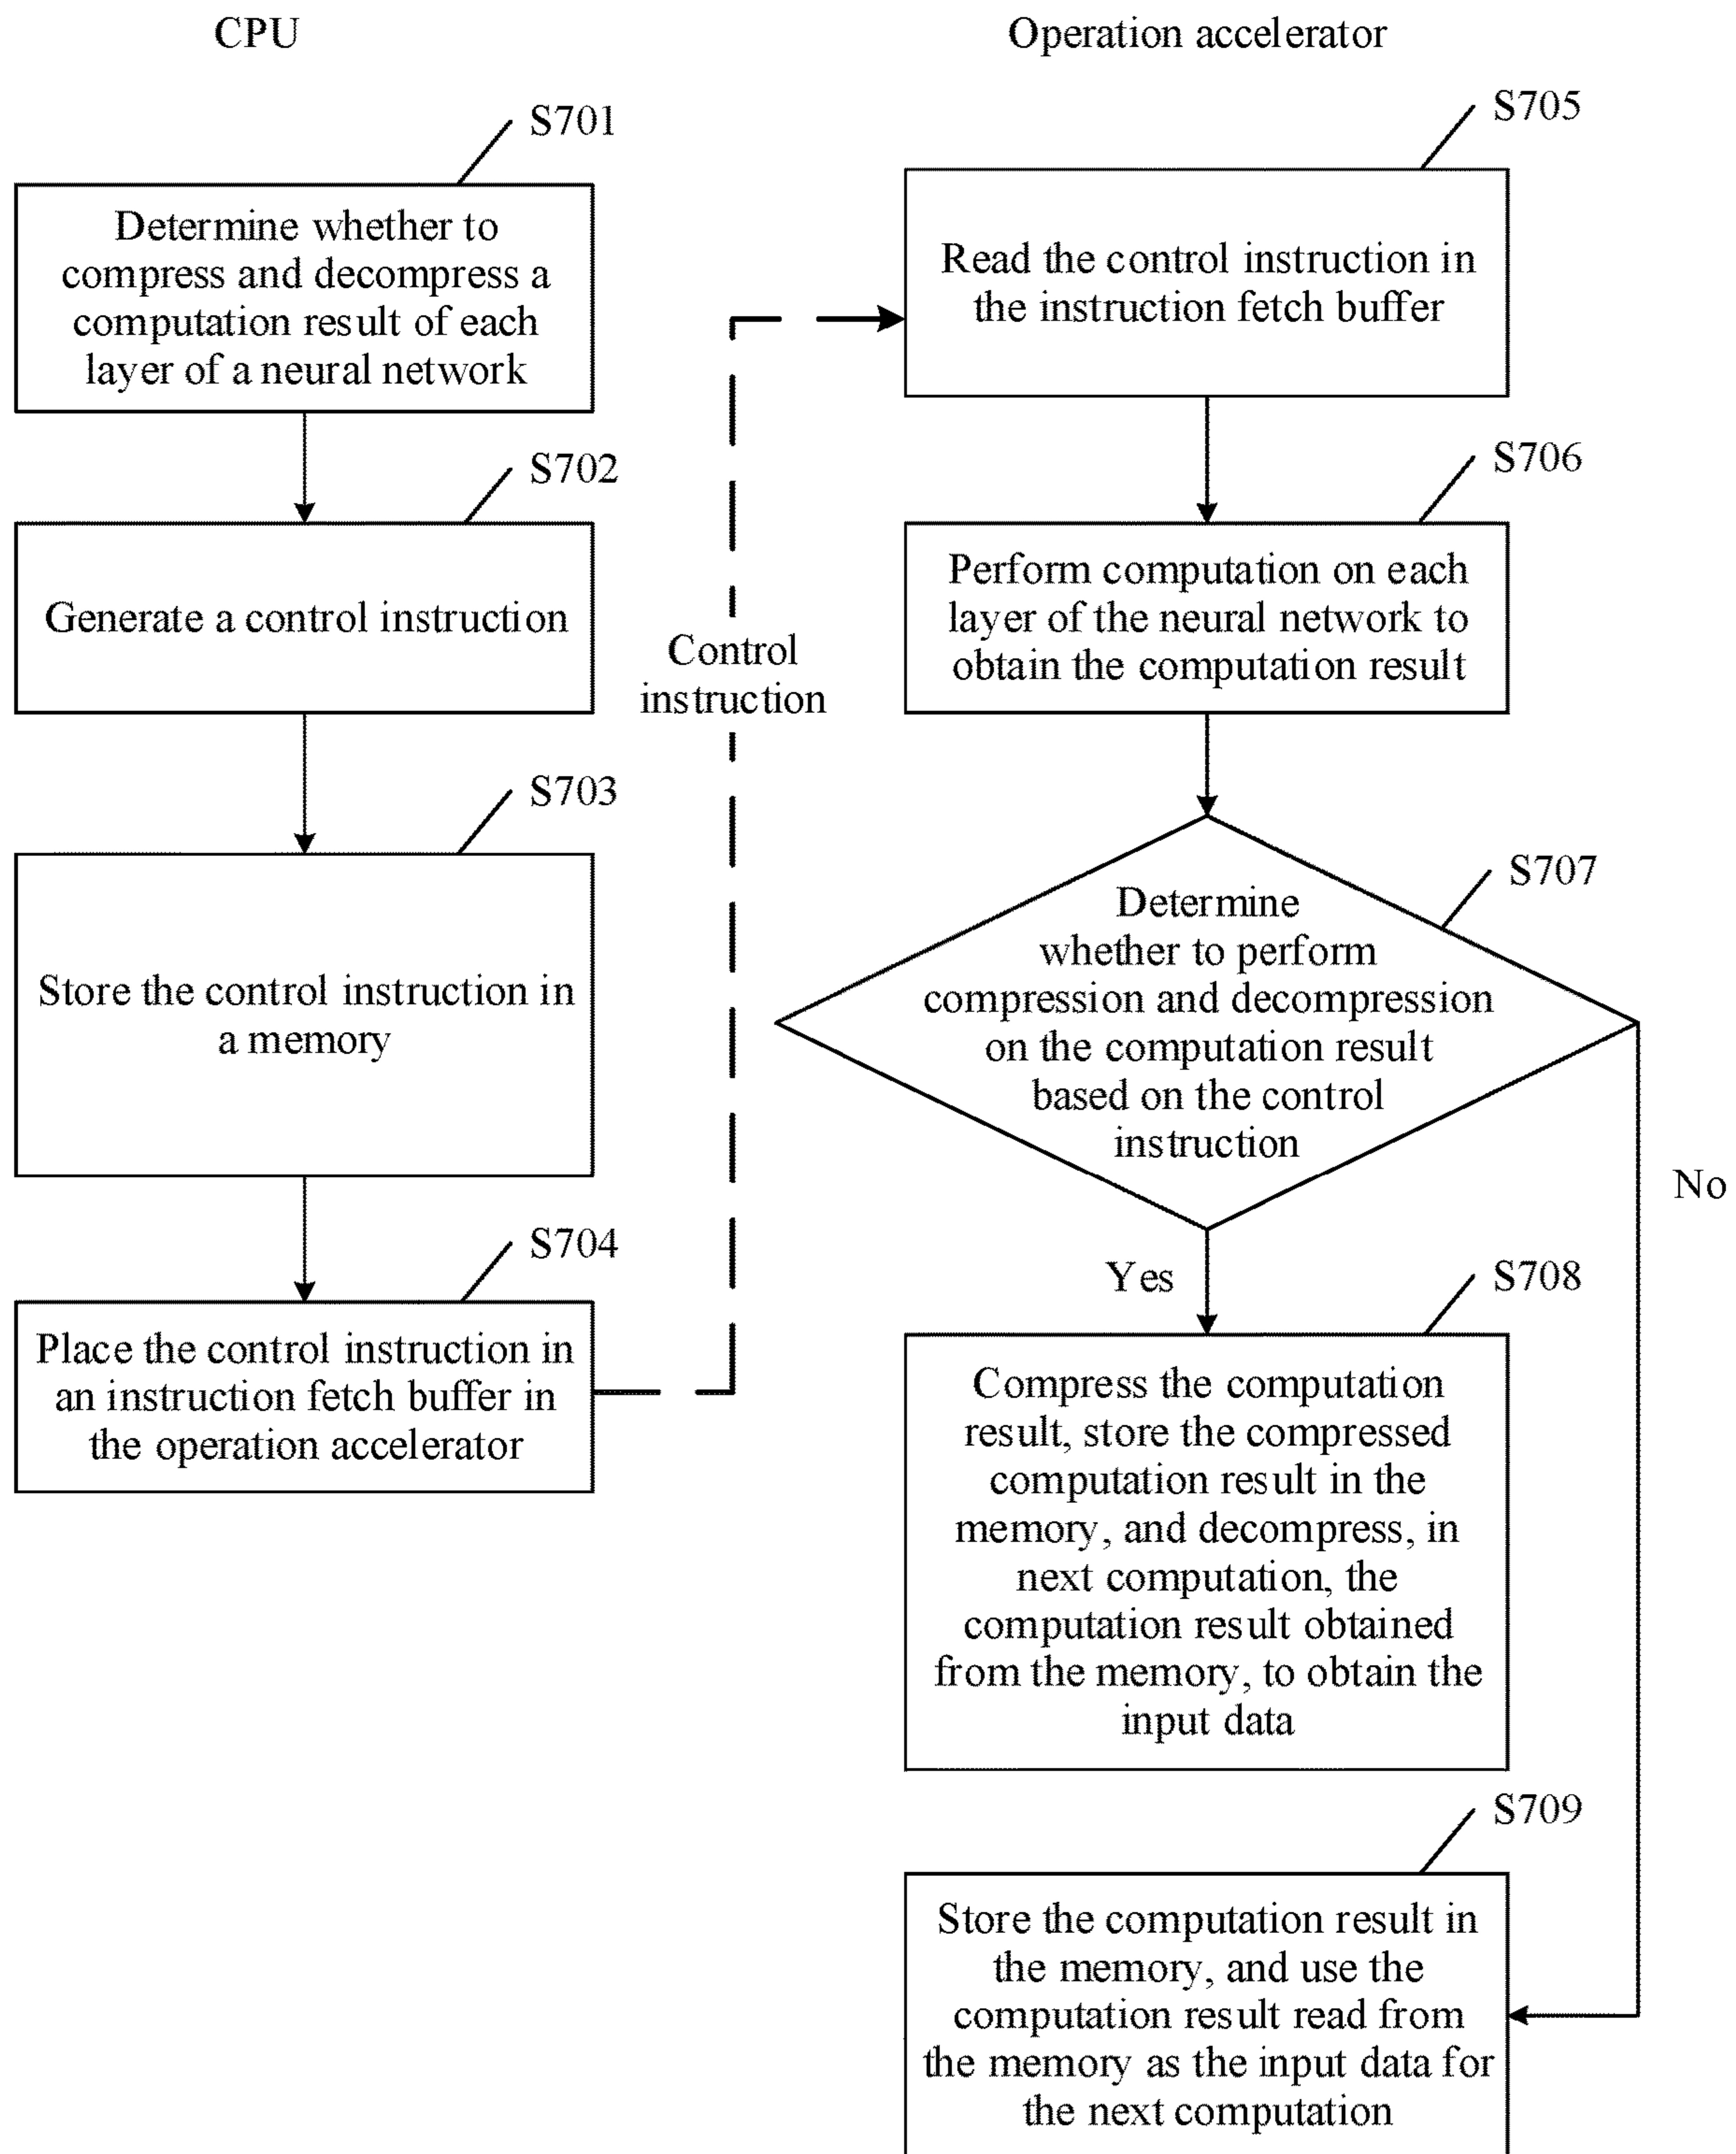 CPU
S701
Determine whether to
compress and decompress a
computation result of each
layer of a neural network
S702
Generate a control instruction
S703
Store the control instruction in
a memory
S704
Place the control instruction in
an instruction fetch buffer in
the operation accelerator
Control
instruction
Operation accelerator
S705
Read the control instruction in
the instruction fetch buffer
S706
Perform computation on each
layer of the neural network to
obtain the computation result
S707
Determine
whether to perform
compression and decompression
on the computation result
based on the control
instruction
No
Yes
S708
Compress the computation
result, store the compressed
computation result in the
memory, and decompress, in
next computation, the
computation result obtained
from the memory, to obtain the
input data
S709
Store the computation result in
the memory, and use the
computation result read from
the memory as the input data for
the next computation